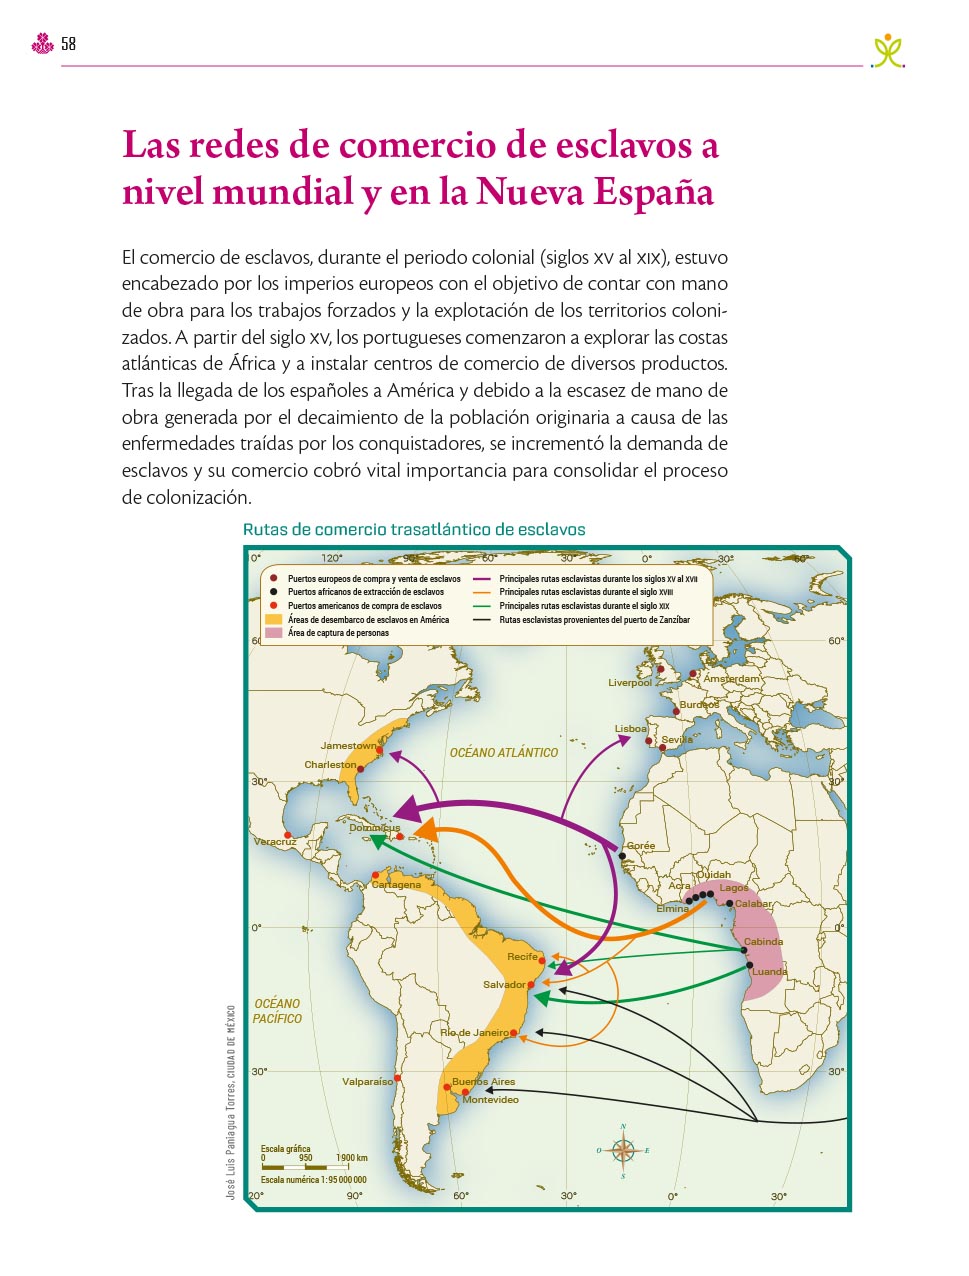 58
Las redes de comercio de esclavos a
nivel mundial y en la Nueva España
El comercio de esclavos, durante el periodo colonial (siglos XV al XIX), estuvo
encabezado por los imperios europeos con el objetivo de contar con mano
de obra para los trabajos forzados y la explotación de los territorios coloni-
zados. A partir del siglo XV, los portugueses comenzaron a explorar las costas
atlánticas de África y a instalar centros de comercio de diversos productos.
Tras la llegada de los españoles a América y debido a la escasez de mano de
obra generada por el decaimiento de la población originaria a causa de las
enfermedades traídas por los conquistadores, se incrementó la demanda de
esclavos y su comercio cobró vital importancia para consolidar el proceso
de colonización.
Rutas de comercio trasatlántico de esclavos
120° 90° 30° 0° 30° 60°
Puertos europeos de compra y venta de esclavos
Puertos africanos de extracción de esclavos
Puertos americanos de compra de esclavos
Áreas de desembarco de esclavos en América
Área de captura de personas
Principales rutas esclavistas durante los siglos XV al XVII
Principales rutas esclavistas durante el siglo XVIII
Principales rutas esclavistas durante el siglo XIX
Rutas esclavistas provenientes del puerto de Zanzíbar
60°
Liverpool
Ámsterdam
Burdeos
Lisboa
Sevilla
Jamestown
OCÉANO ATLÁNTICO
Charleston
30° 30°
Dominicus
Veracruz
Gorée
Cartagena
Ouidah
Acra
Lagos
Elmina
Calabar
0° 0°
Cabinda
Recife
Luanda
Salvador
OCÉANO
PACÍFICO
Río de Janeiro
30° 30°
Valparaíso
Buenos Aires
Montevideo
N
O E
S
Escala gráfica
0 950 1 900 km
Escala numérica 1: 95 000 000
20° 90° 60° 30° 0° 30°
José Luis Paniagua Torres, CIUDAD DE MÉXICO